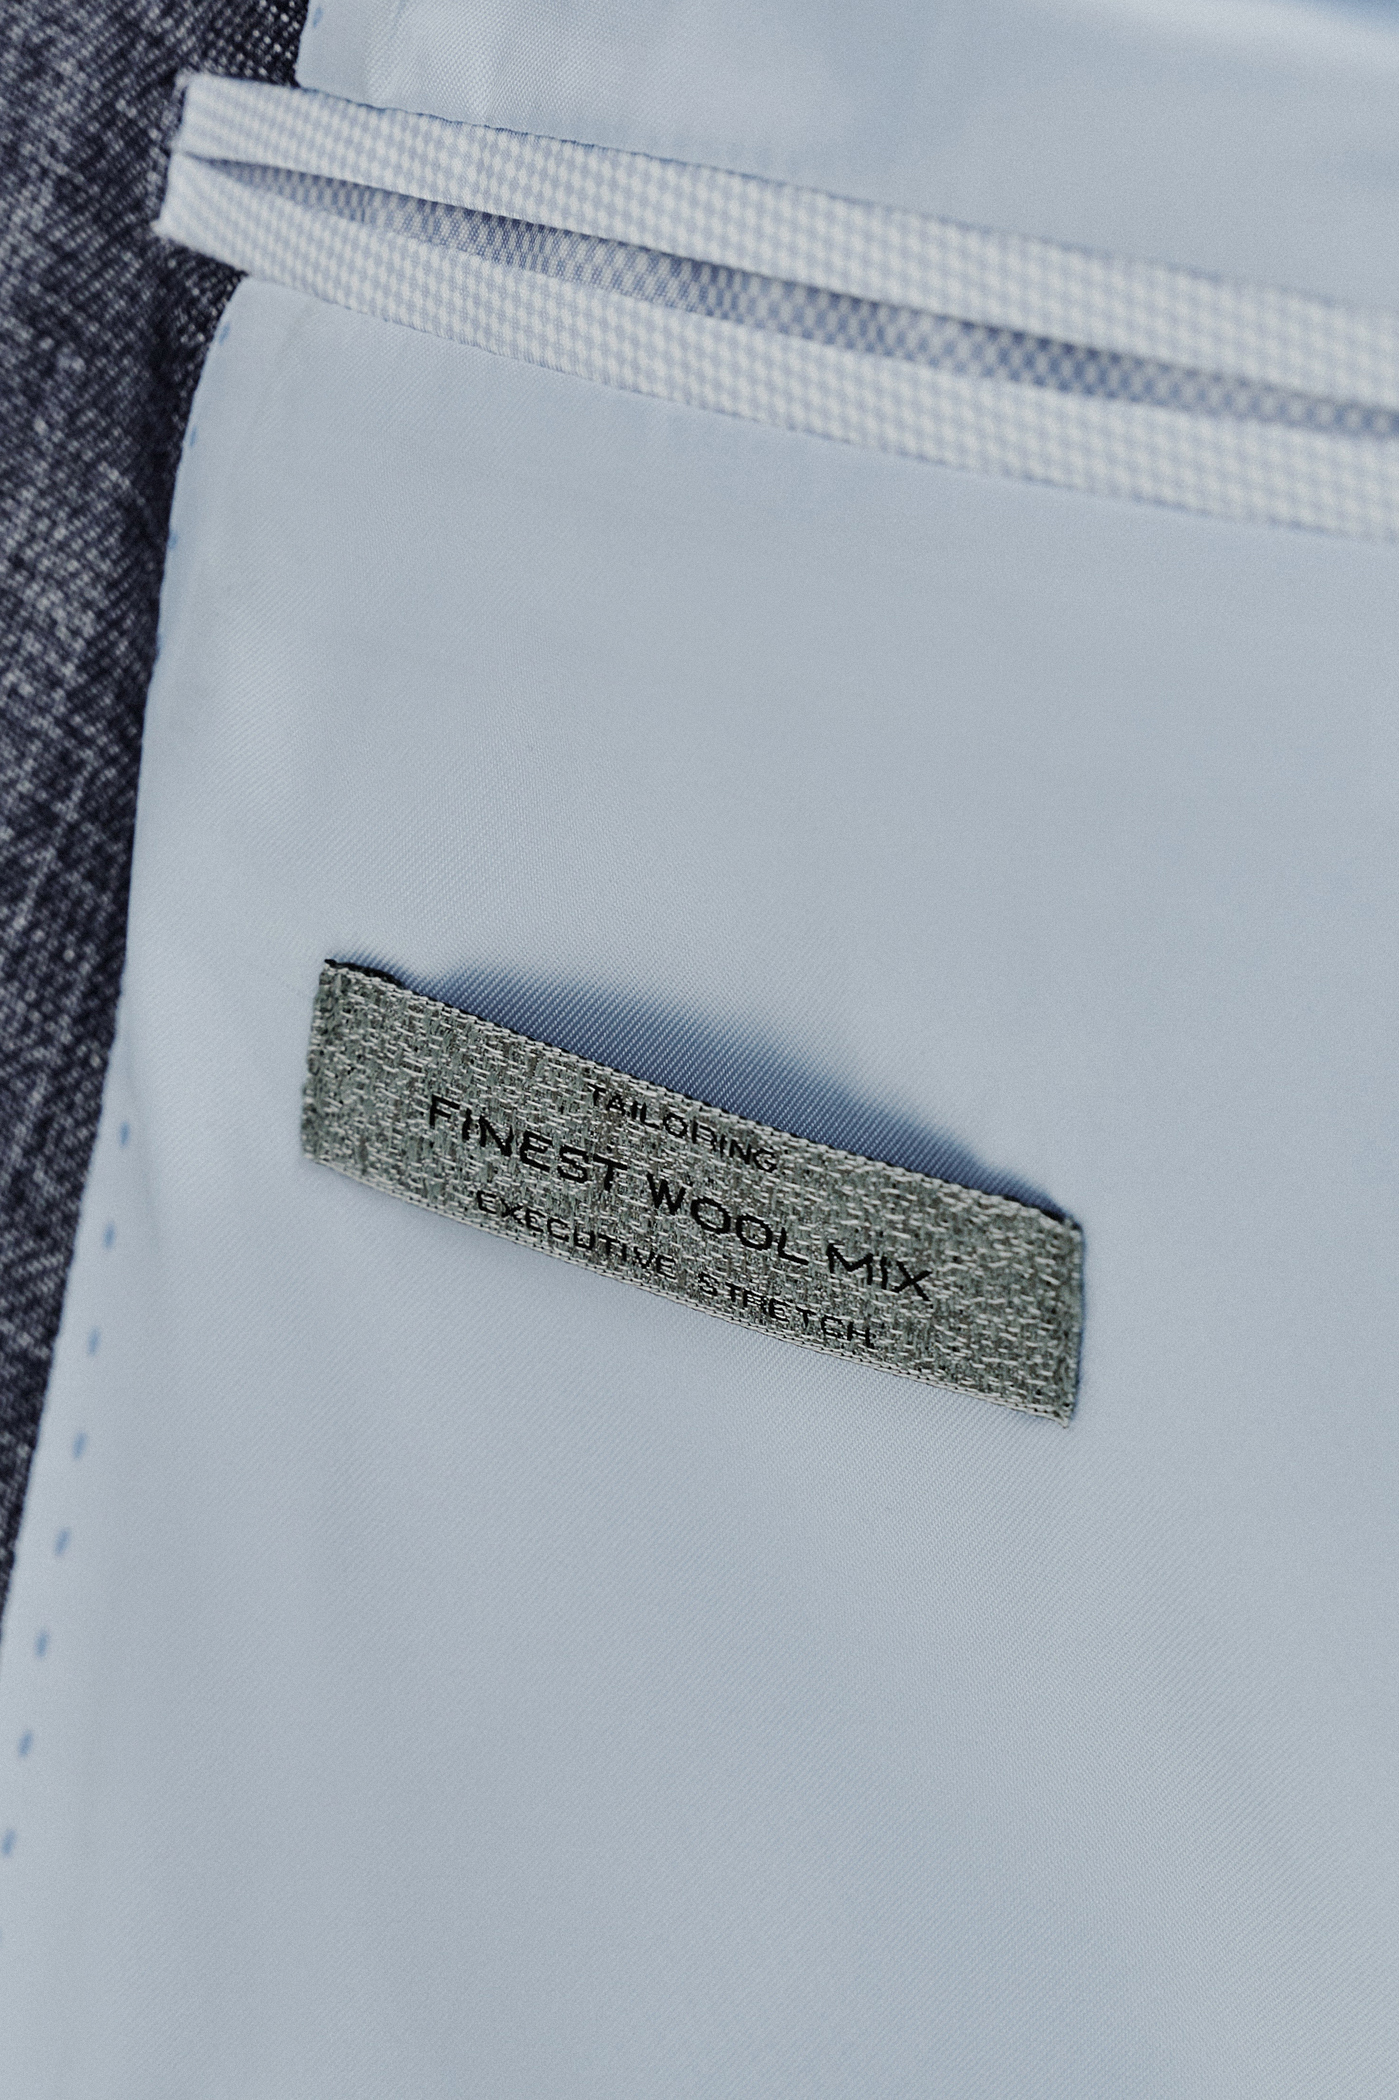 TAILORING
FINEST WOOL MIX
EXECUTIVE STRETCH